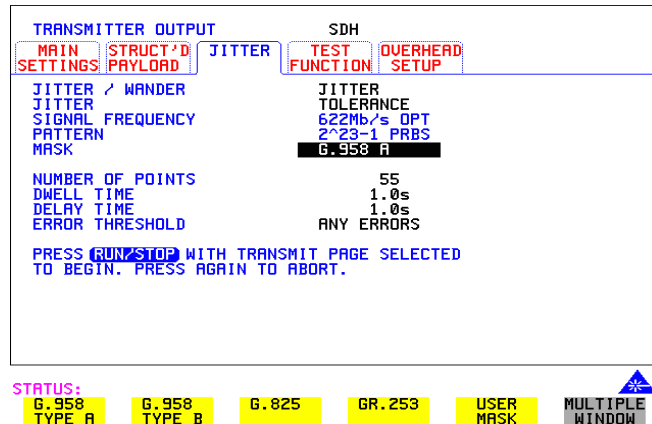 TRANSMITTER OUTPUT SDH
MAIN SETTINGS STRUCT'D PAYLOAD JITTER TEST FUNCTION OVERHEAD SETUP
JITTER / WANDER JITTER
JITTER TOLERANCE
SIGNAL FREQUENCY 622Mb/s OPT
PATTERN 2^23-1 PRBS
MASK G.958 A
NUMBER OF POINTS 55
DWELL TIME 1.0s
DELAY TIME 1.0s
ERROR THRESHOLD ANY ERRORS
PRESS RUN/STOP WITH TRANSMIT PAGE SELECTED
TO BEGIN. PRESS AGAIN TO ABORT.
STATUS:
G.958 TYPE A G.958 TYPE B G.825 GR.253 USER MASK MULTIPLE WINDOW